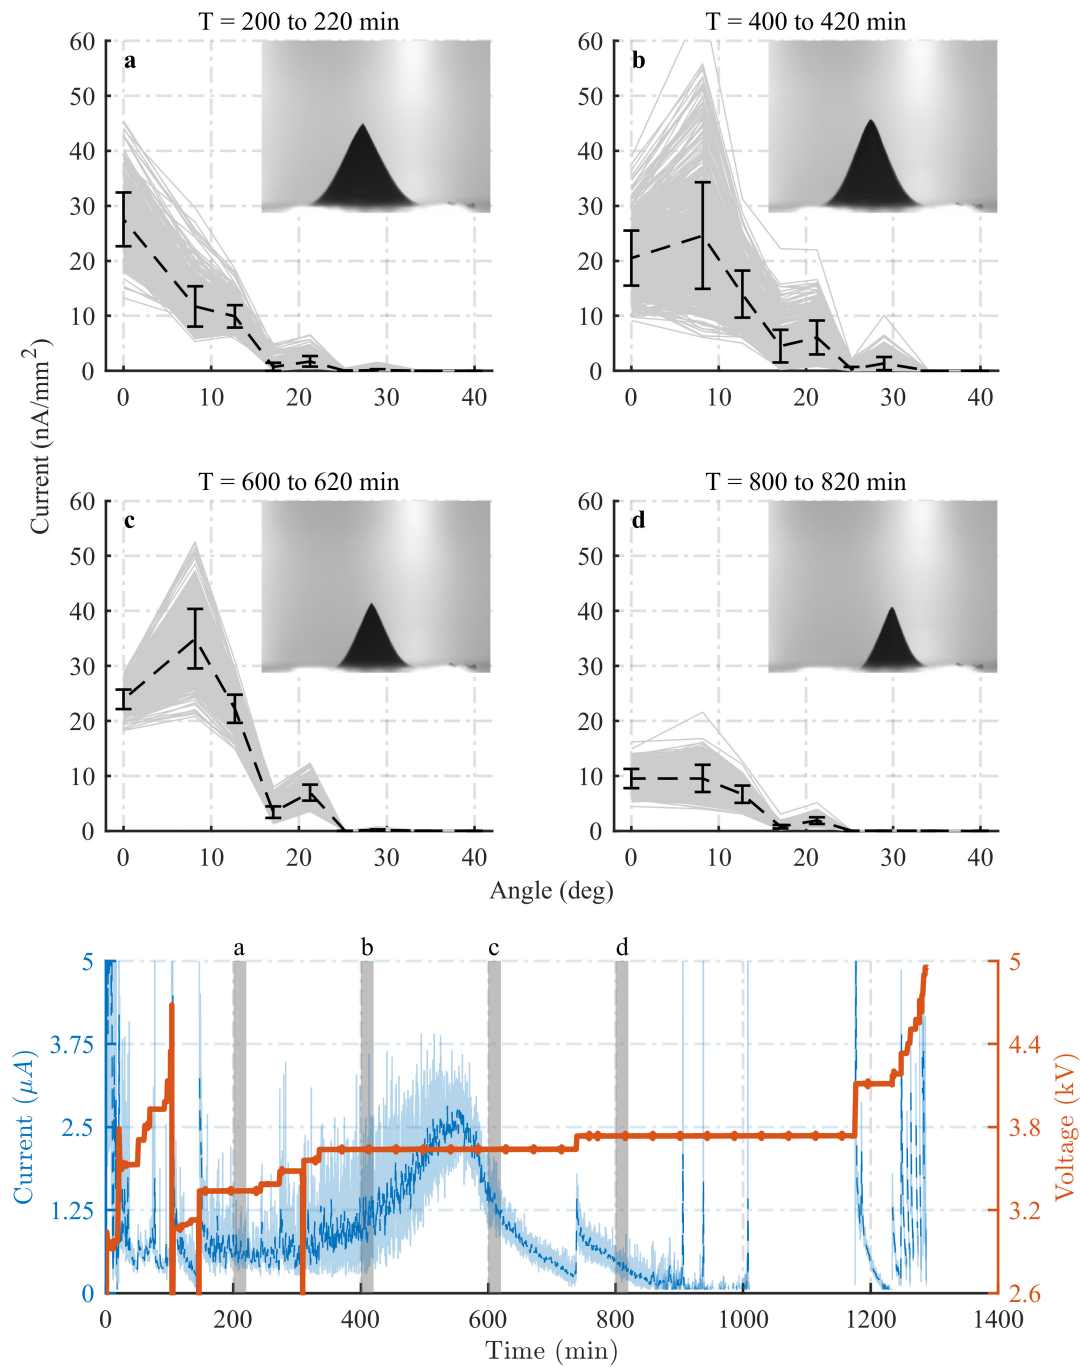 T = 200 to 220 min
T = 400 to 420 min
a
b
60
50
40
30
20
10
0
0 10 20 30 40
60
50
40
30
20
10
0
0 10 20 30 40
Current (nA/mm²)
T = 600 to 620 min
T = 800 to 820 min
c
d
60
50
40
30
20
10
0
0 10 20 30 40
60
50
40
30
20
10
0
0 10 20 30 40
Angle (deg)
a b c d
5
3.75
2.5
1.25
0
Current (μA)
5
4.4
3.8
3.2
2.6
Voltage (kV)
0 200 400 600 800 1000 1200 1400
Time (min)